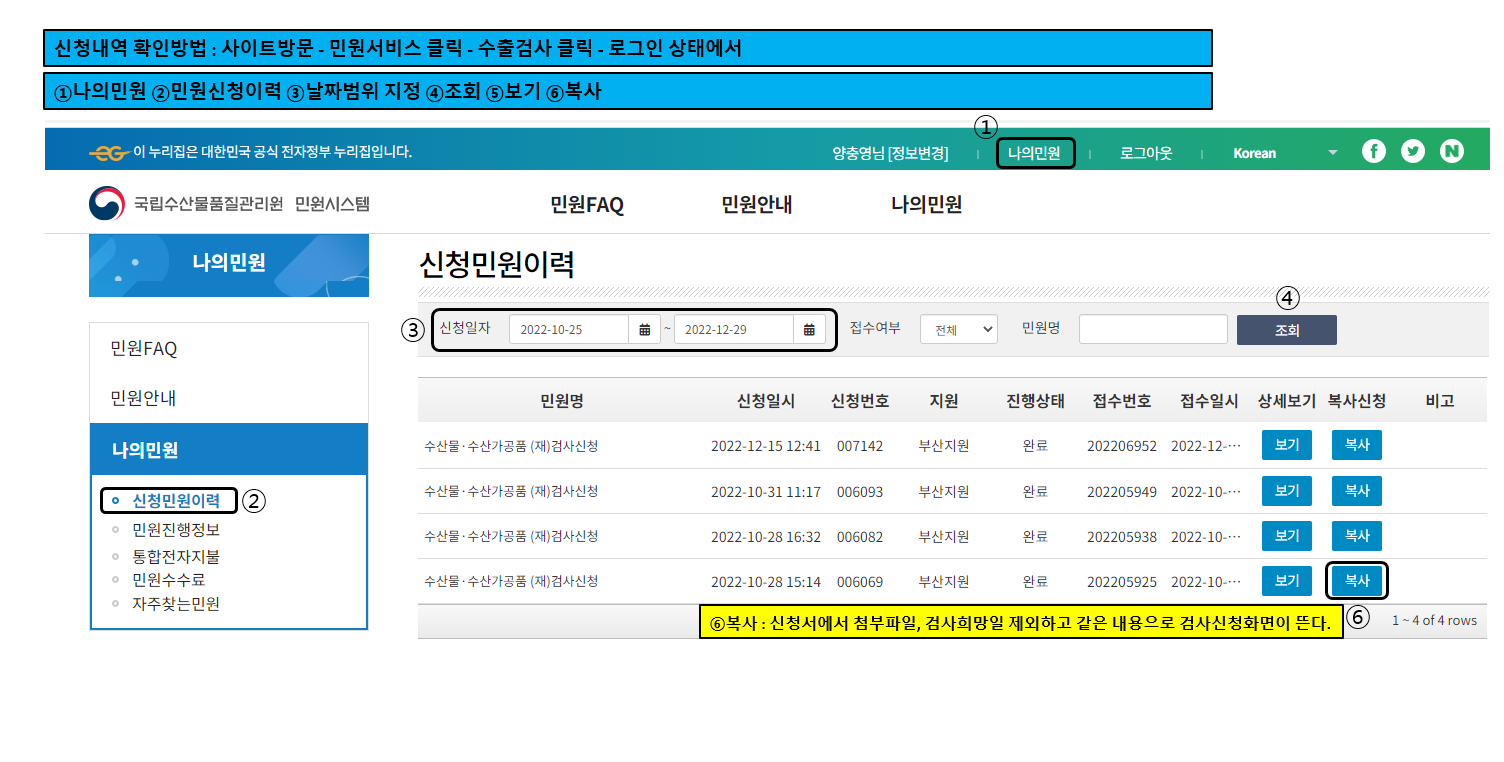 신청내역 확인방법 : 사이트방문 - 민원서비스 클릭 - 수출검사 클릭 - 로그인 상태에서
①나의민원 ②민원신청이력 ③날짜범위 지정 ④조회 ⑤보기 ⑥복사
①
이 누리집은 대한민국 공식 전자정부 누리집입니다.
양충영님 [정보변경] | 나의민원 | 로그아웃 | Korean
국립수산물품질관리원 민원시스템
민원FAQ 민원안내 나의민원
나의민원
신청민원이력
④
③ 신청일자 2022-10-25 ~ 2022-12-29 접수여부 전체 민원명 조회
민원FAQ
민원안내
나의민원
신청민원이력 ②
민원진행정보
통합전자지불
민원수수료
자주찾는민원
민원명 신청일시 신청번호 지원 진행상태 접수번호 접수일시 상세보기 복사신청 비고
수산물·수산가공품 (재)검사신청 2022-12-15 12:41 007142 부산지원 완료 202206952 2022-12-… 보기 복사
수산물·수산가공품 (재)검사신청 2022-10-31 11:17 006093 부산지원 완료 202205949 2022-10-… 보기 복사
수산물·수산가공품 (재)검사신청 2022-10-28 16:32 006082 부산지원 완료 202205938 2022-10-… 보기 복사
수산물·수산가공품 (재)검사신청 2022-10-28 15:14 006069 부산지원 완료 202205925 2022-10-… 보기 복사
⑥복사 : 신청서에서 첨부파일, 검사희망일 제외하고 같은 내용으로 검사신청화면이 뜬다. ⑥ 1 ~ 4 of 4 rows